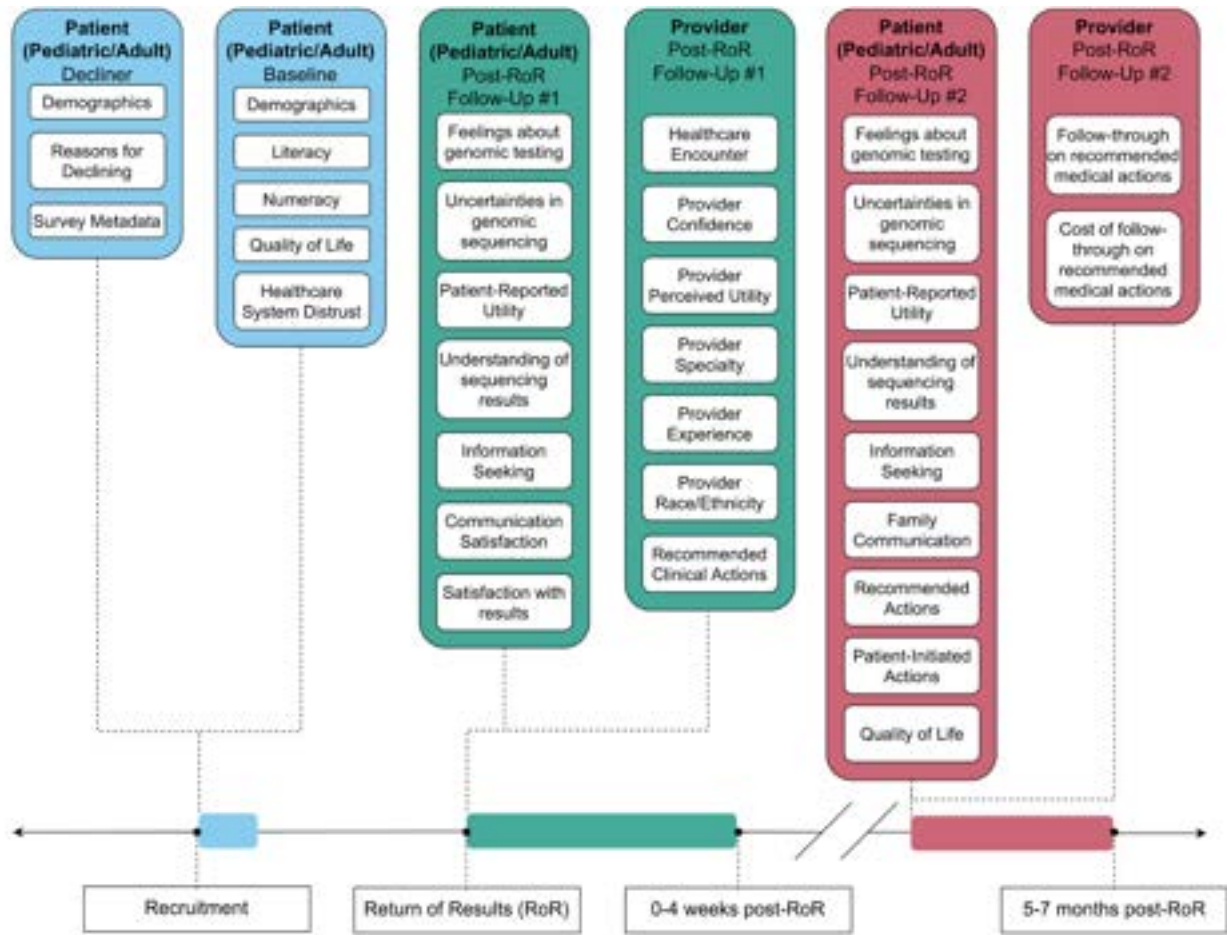 Patient
(Pediatric/Adult)
Decliner
Demographics
Reasons for
Declining
Survey Metadata
Patient
(Pediatric/Adult)
Baseline
Demographics
Literacy
Numeracy
Quality of Life
Healthcare
System Distrust
Patient
(Pediatric/Adult)
Post-RoR
Follow-Up #1
Feelings about
genomic testing
Uncertainties in
genomic
sequencing
Patient-Reported
Utility
Understanding of
sequencing
results
Information
Seeking
Communication
Satisfaction
Satisfaction with
results
Provider
Post-RoR
Follow-Up #1
Healthcare
Encounter
Provider
Confidence
Provider
Perceived Utility
Provider
Specialty
Provider
Experience
Provider
Race/Ethnicity
Recommended
Clinical Actions
Patient
(Pediatric/Adult)
Post-RoR
Follow-Up #2
Feelings about
genomic testing
Uncertainties in
genomic
sequencing
Patient-Reported
Utility
Understanding of
sequencing
results
Information
Seeking
Family
Communication
Recommended
Actions
Patient-Initiated
Actions
Quality of Life
Provider
Post-RoR
Follow-Up #2
Follow-through
on recommended
medical actions
Cost of follow-
through on
recommended
medical actions
Recruitment
Return of Results (RoR)
0-4 weeks post-RoR
5-7 months post-RoR